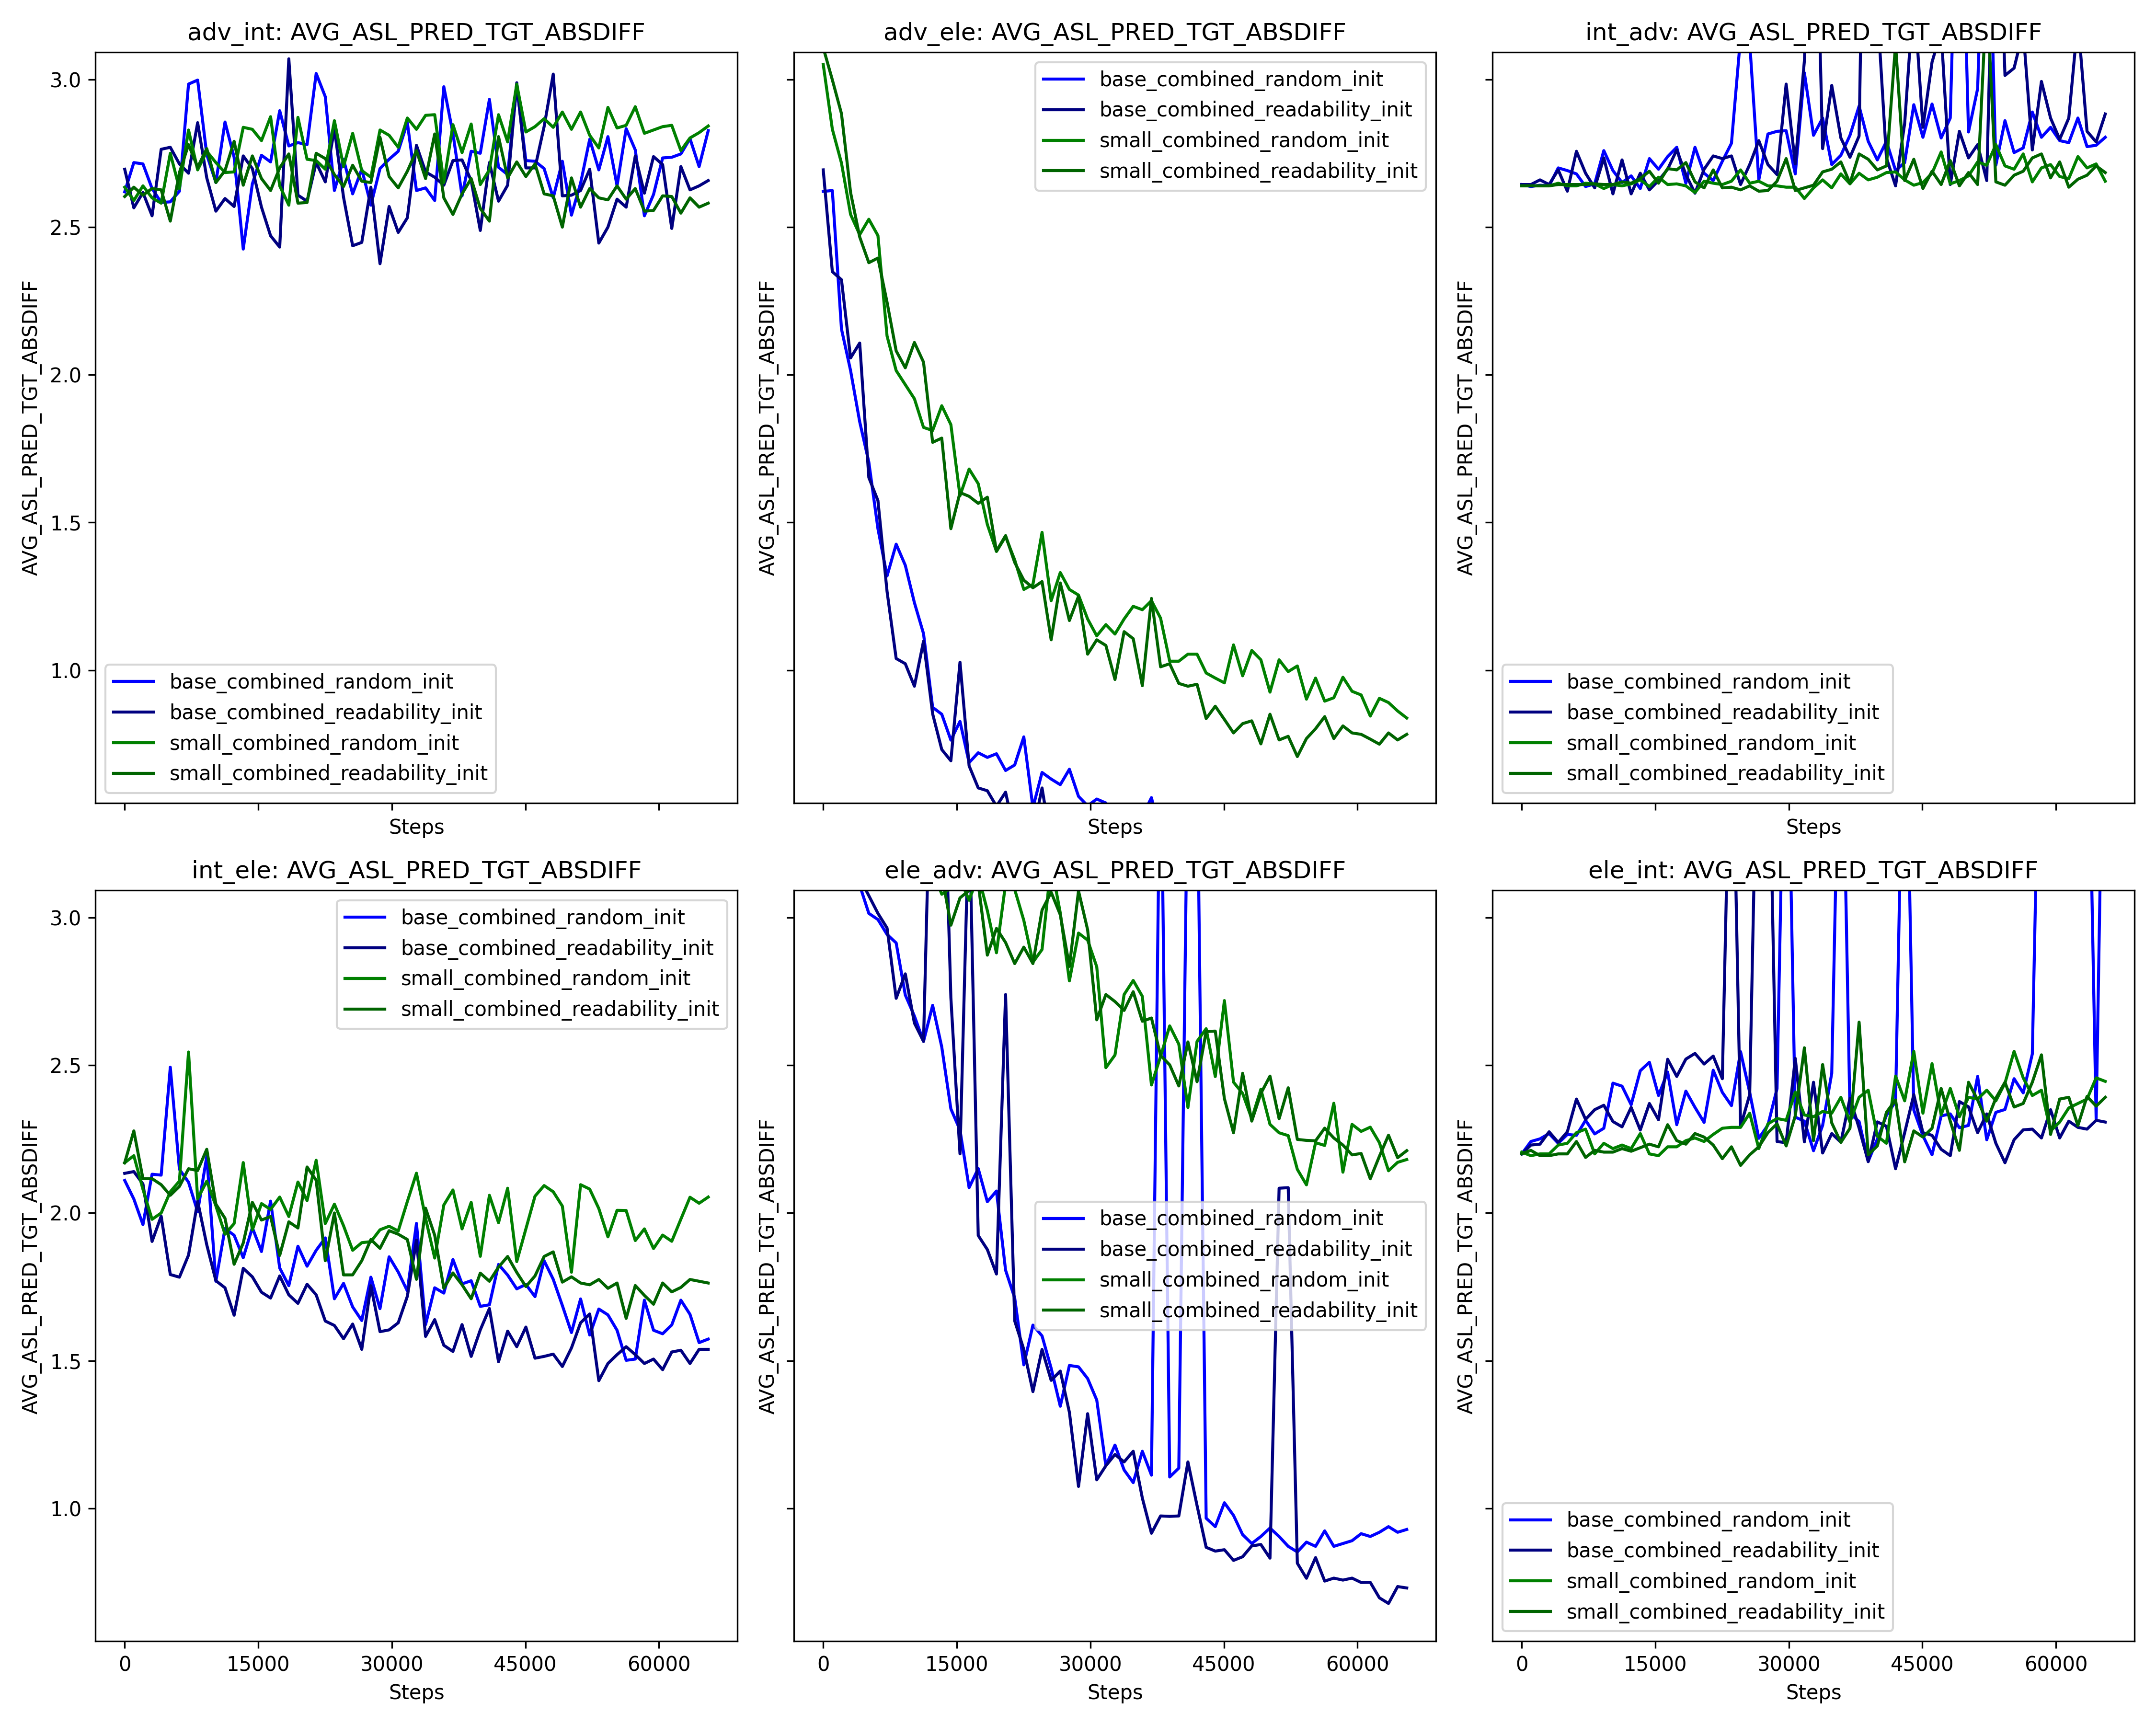 adv_int: AVG_ASL_PRED_TGT_ABSDIFF
AVG_ASL_PRED_TGT_ABSDIFF
3.0
2.5
2.0
1.5
1.0
base_combined_random_init
base_combined_readability_init
small_combined_random_init
small_combined_readability_init
Steps
adv_ele: AVG_ASL_PRED_TGT_ABSDIFF
AVG_ASL_PRED_TGT_ABSDIFF
base_combined_random_init
base_combined_readability_init
small_combined_random_init
small_combined_readability_init
Steps
int_adv: AVG_ASL_PRED_TGT_ABSDIFF
AVG_ASL_PRED_TGT_ABSDIFF
base_combined_random_init
base_combined_readability_init
small_combined_random_init
small_combined_readability_init
Steps
int_ele: AVG_ASL_PRED_TGT_ABSDIFF
AVG_ASL_PRED_TGT_ABSDIFF
3.0
2.5
2.0
1.5
1.0
base_combined_random_init
base_combined_readability_init
small_combined_random_init
small_combined_readability_init
0 15000 30000 45000 60000
Steps
ele_adv: AVG_ASL_PRED_TGT_ABSDIFF
AVG_ASL_PRED_TGT_ABSDIFF
base_combined_random_init
base_combined_readability_init
small_combined_random_init
small_combined_readability_init
0 15000 30000 45000 60000
Steps
ele_int: AVG_ASL_PRED_TGT_ABSDIFF
AVG_ASL_PRED_TGT_ABSDIFF
base_combined_random_init
base_combined_readability_init
small_combined_random_init
small_combined_readability_init
0 15000 30000 45000 60000
Steps